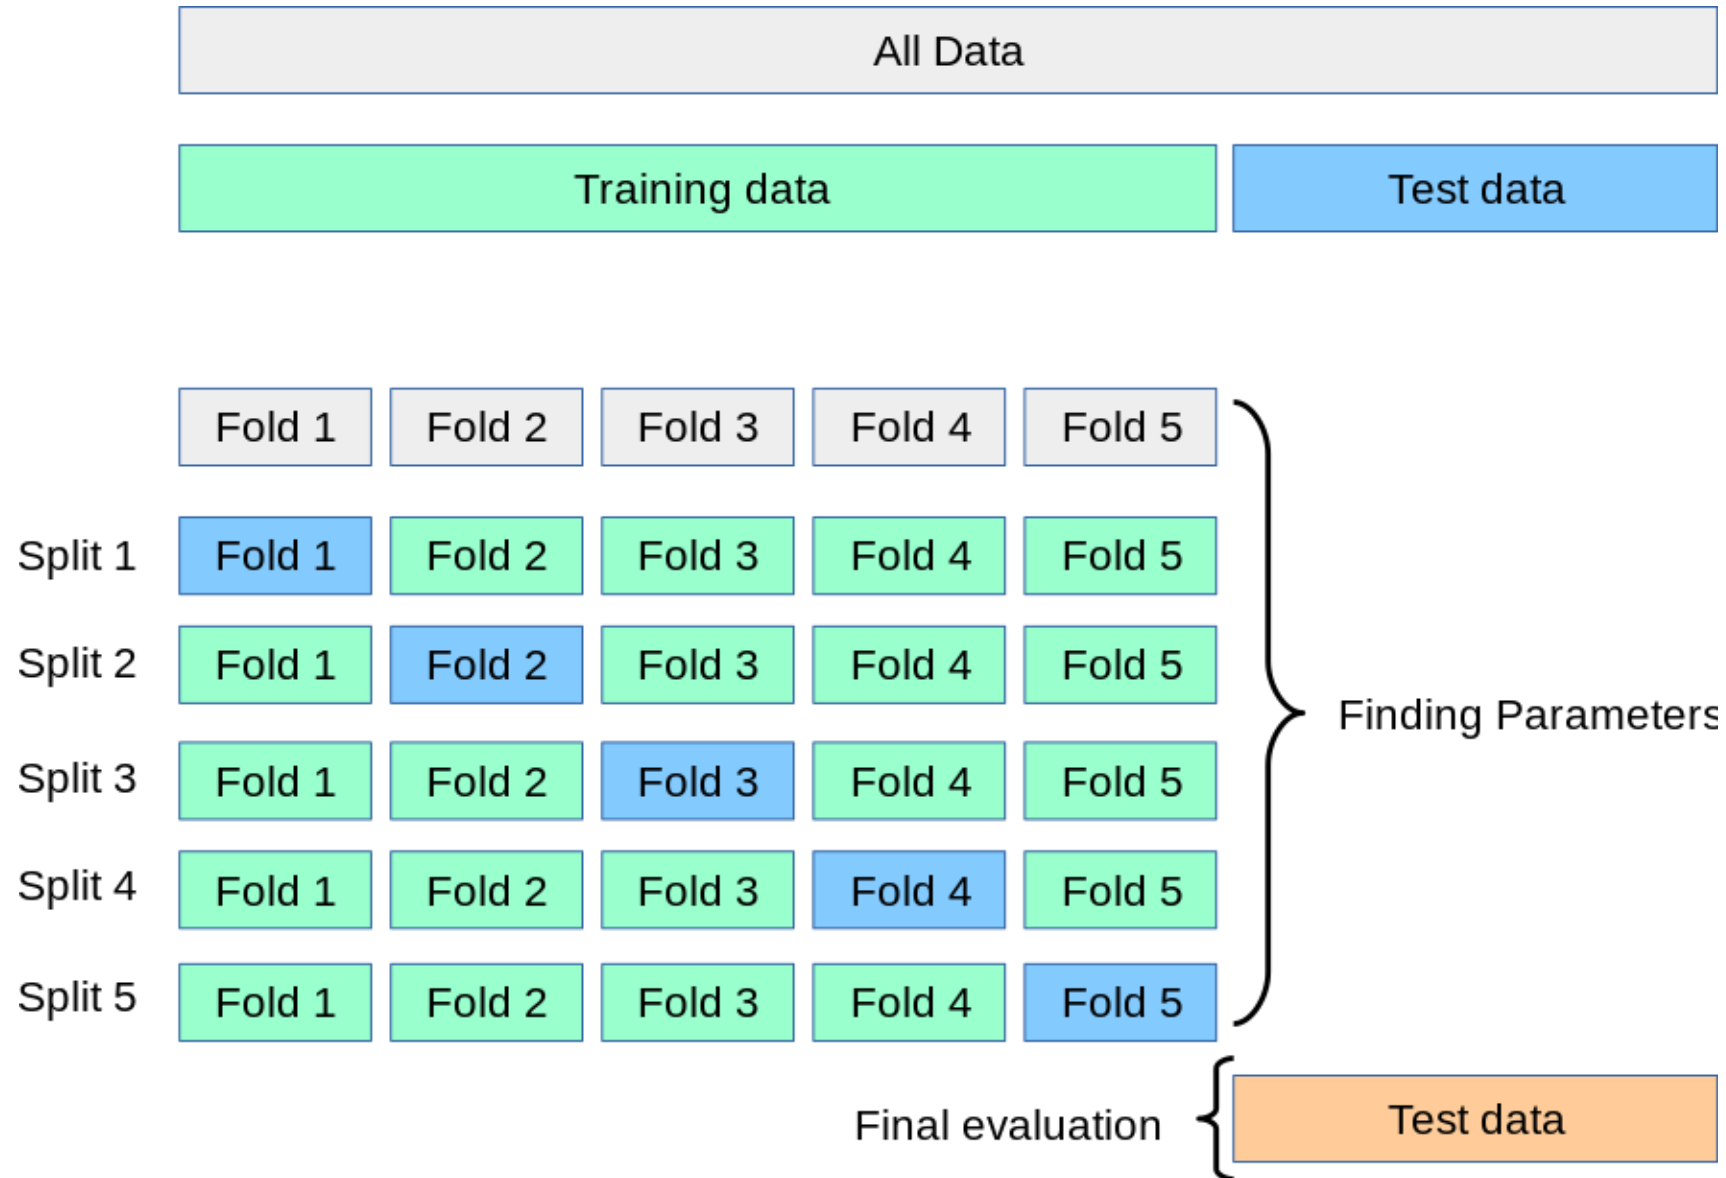 All Data
Training data Test data
Fold 1 Fold 2 Fold 3 Fold 4 Fold 5
Split 1 Fold 1 Fold 2 Fold 3 Fold 4 Fold 5
Split 2 Fold 1 Fold 2 Fold 3 Fold 4 Fold 5
Finding Parameters
Split 3 Fold 1 Fold 2 Fold 3 Fold 4 Fold 5
Split 4 Fold 1 Fold 2 Fold 3 Fold 4 Fold 5
Split 5 Fold 1 Fold 2 Fold 3 Fold 4 Fold 5
Final evaluation Test data